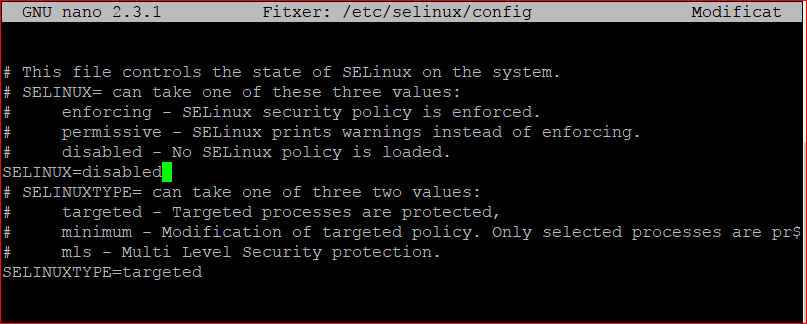 GNU nano 2.3.1 Fitxer: /etc/selinux/config Modificat
# This file controls the state of SELinux on the system.
# SELINUX= can take one of these three values:
#     enforcing - SELinux security policy is enforced.
#     permissive - SELinux prints warnings instead of enforcing.
#     disabled - No SELinux policy is loaded.
SELINUX=disabled
# SELINUXTYPE= can take one of three two values:
#     targeted - Targeted processes are protected,
#     minimum - Modification of targeted policy. Only selected processes are pr$
#     mls - Multi Level Security protection.
SELINUXTYPE=targeted